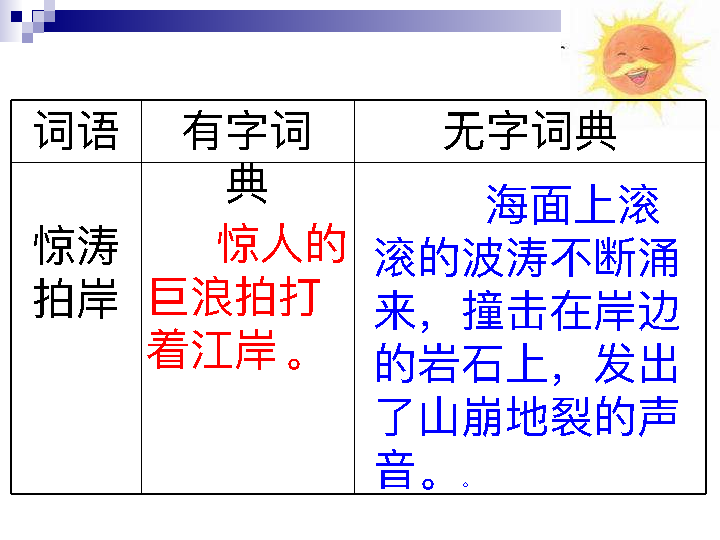 词语
有字词
典
无字词典
惊涛
拍岸
惊人的
巨浪拍打
着江岸。
海面上滚
滚的波涛不断涌
来，撞击在岸边
的岩石上，发出
了山崩地裂的声
音。。